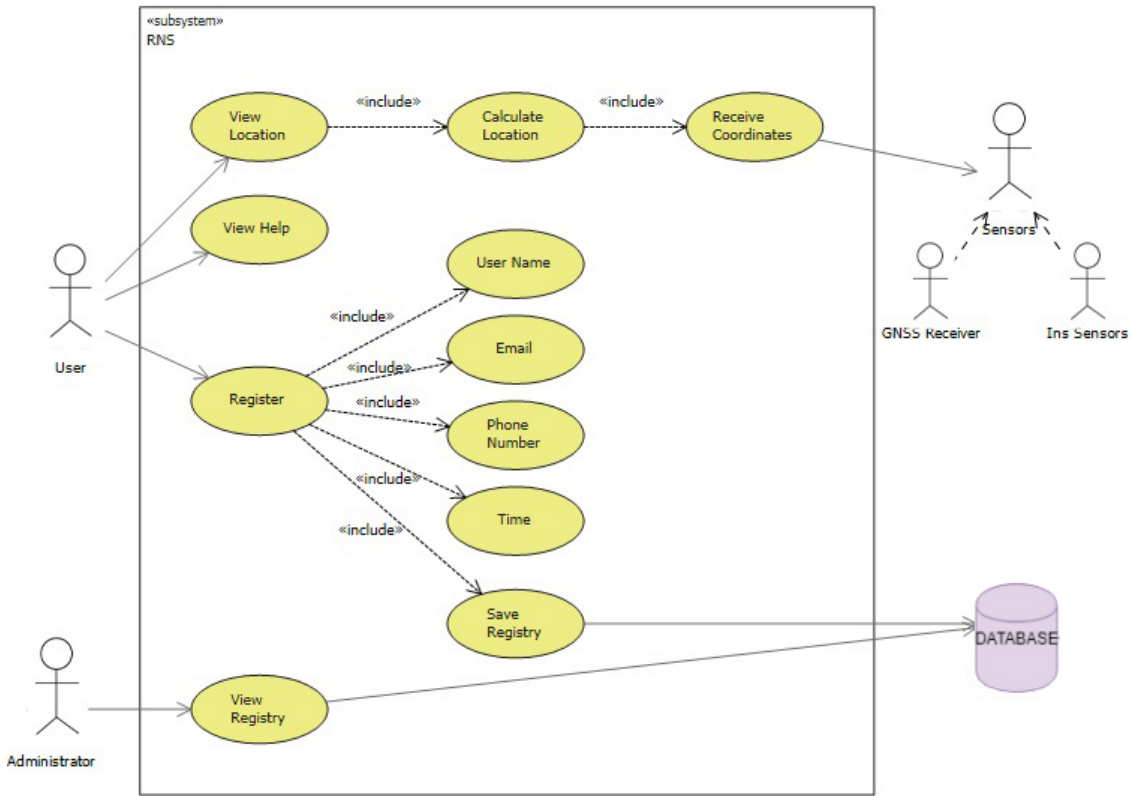 «subsystem»
RNS
View
Location
«include»
Calculate
Location
«include»
Receive
Coordinates
Sensors
GNSS Receiver
Ins Sensors
View Help
User
User Name
«include»
Email
«include»
Register
«include»
Phone
Number
«include»
Time
«include»
Save
Registry
DATABASE
Administrator
View
Registry